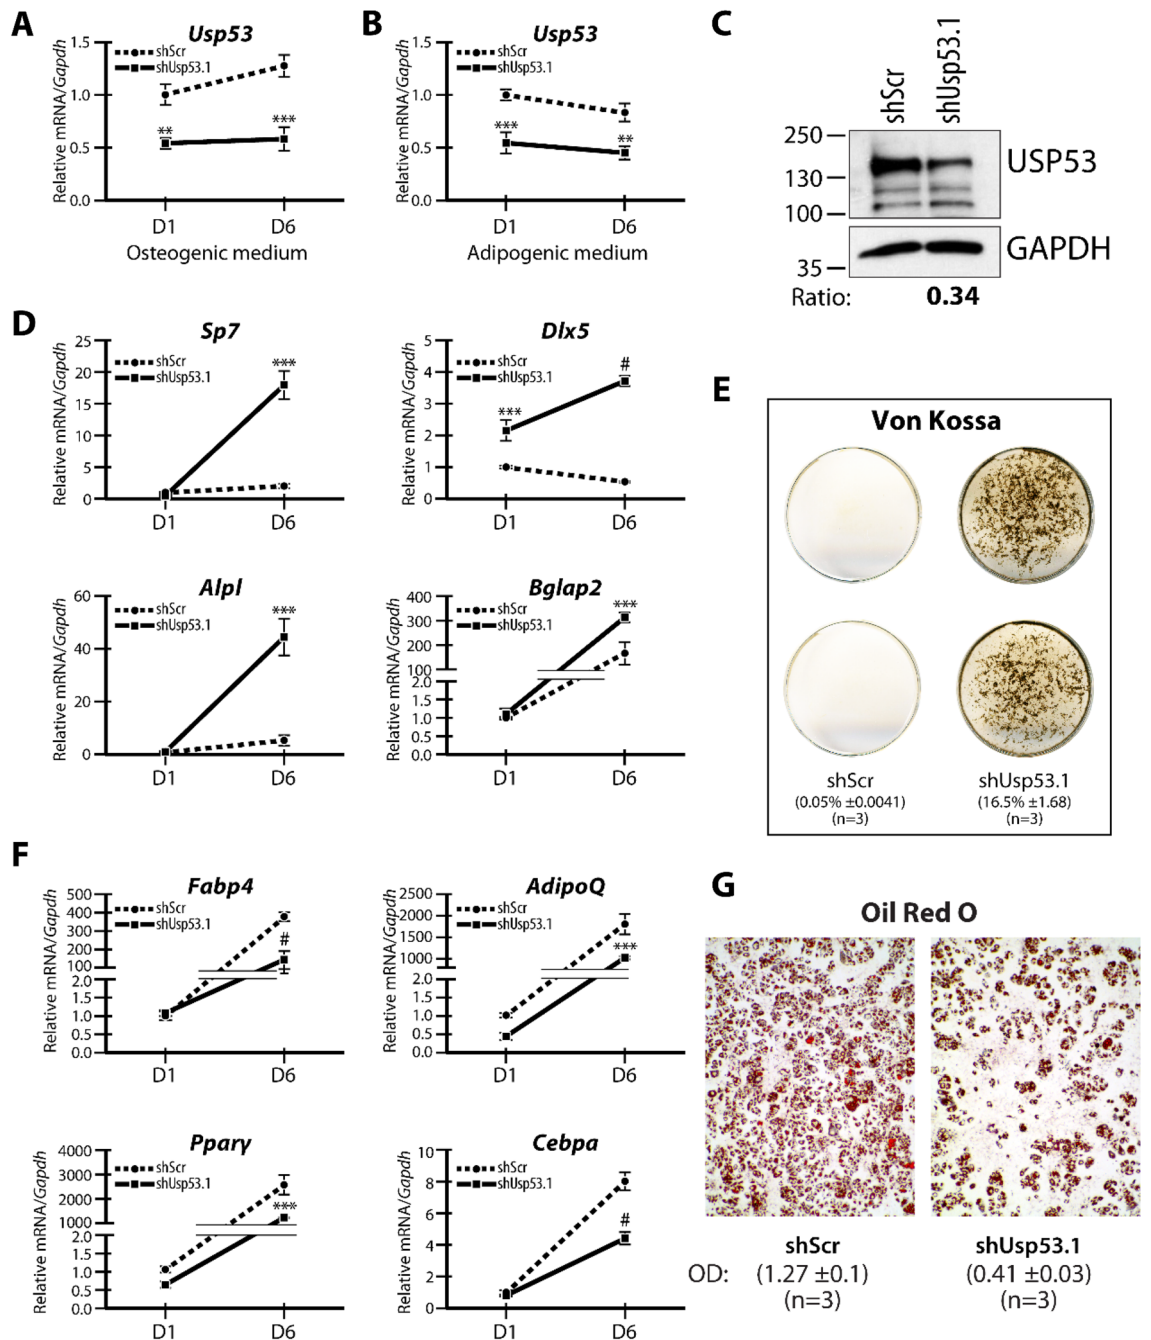 A
Usp53
Relative mRNA/Gapdh
1.5
1.0
0.5
0.0
shScr
shUsp53.1
**
***
D1
D6
Osteogenic medium
B
Usp53
Relative mRNA/Gapdh
1.5
1.0
0.5
0.0
shScr
shUsp53.1
***
**
D1
D6
Adipogenic medium
C
shScr
shUsp53.1
250
130
100
USP53
35
GAPDH
Ratio: 0.34
D
Sp7
Relative mRNA/Gapdh
25
20
15
10
5
0
shScr
shUsp53.1
***
D1
D6
Dlx5
Relative mRNA/Gapdh
5
4
3
2
1
0
shScr
shUsp53.1
***
#
D1
D6
Alpl
Relative mRNA/Gapdh
60
40
20
0
shScr
shUsp53.1
***
D1
D6
Bglap2
Relative mRNA/Gapdh
400
300
200
100
2.0
1.5
1.0
0.5
0.0
shScr
shUsp53.1
***
D1
D6
E
Von Kossa
shScr
(0.05% ±0.0041)
(n=3)
shUsp53.1
(16.5% ±1.68)
(n=3)
F
Fabp4
Relative mRNA/Gapdh
500
400
300
200
100
2.0
1.5
1.0
0.5
0.0
shScr
shUsp53.1
#
D1
D6
AdipoQ
Relative mRNA/Gapdh
2500
2000
1500
1000
2.0
1.5
1.0
0.5
0.0
shScr
shUsp53.1
***
D1
D6
Pparγ
Relative mRNA/Gapdh
4000
3000
2000
1000
2.0
1.5
1.0
0.5
0.0
shScr
shUsp53.1
***
D1
D6
Cebpa
Relative mRNA/Gapdh
10
8
6
4
2
0
shScr
shUsp53.1
#
D1
D6
G
Oil Red O
shScr
OD: (1.27 ±0.1)
(n=3)
shUsp53.1
(0.41 ±0.03)
(n=3)